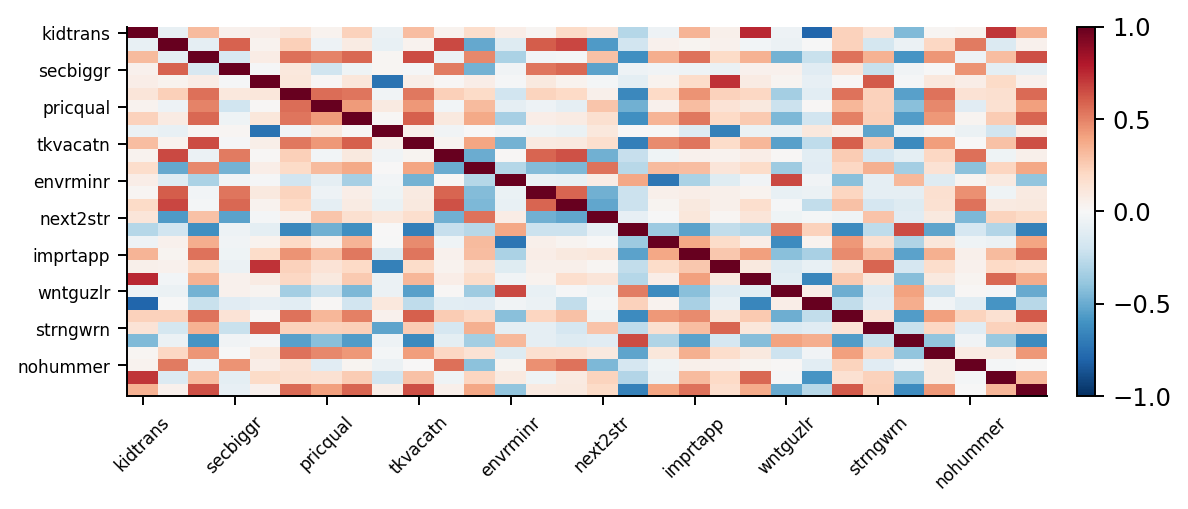 kidtrans
secbiggr
pricqual
tkvacatn
envrminr
next2str
imprtapp
wntguzlr
strngwrn
nohummer
kidtrans
secbiggr
pricqual
tkvacatn
envrminr
next2str
imprtapp
wntguzlr
strngwrn
nohummer
1.0
0.5
0.0
−0.5
−1.0